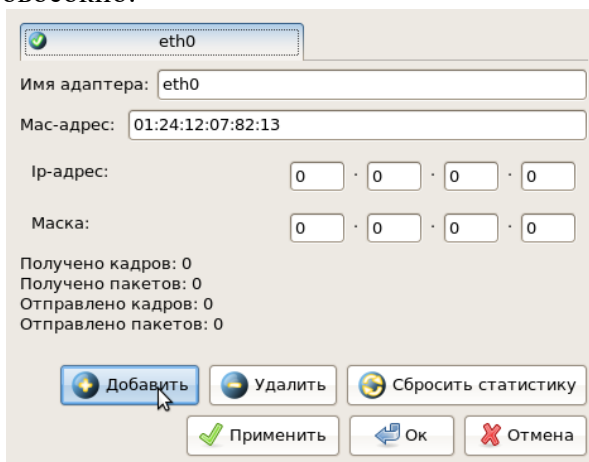 eth0
Имя адаптера: eth0
Mac-адрес: 01:24:12:07:82:13
Ip-адрес: 0 . 0 . 0 . 0
Маска: 0 . 0 . 0 . 0
Получено кадров: 0
Получено пакетов: 0
Отправлено кадров: 0
Отправлено пакетов: 0
Добавить Удалить Сбросить статистику
Применить Ок Отмена